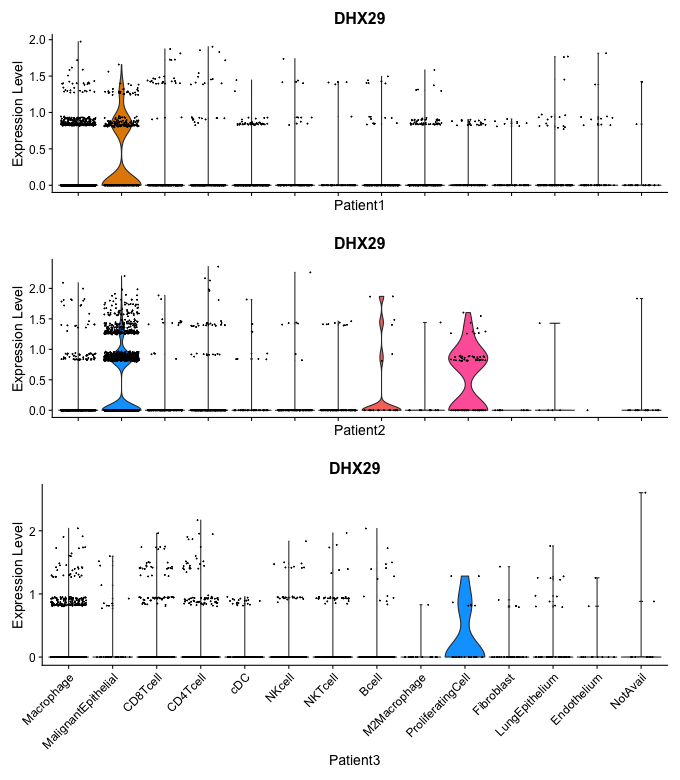 DHX29
Expression Level
2.0
1.5
1.0
0.5
0.0
Patient1
DHX29
Expression Level
2.0
1.5
1.0
0.5
0.0
Patient2
DHX29
Expression Level
2
1
0
Macrophage
MalignantEpithelial
CD8Tcell
CD4Tcell
cDC
NKcell
NKTcell
Bcell
M2Macrophage
ProliferatingCell
Fibroblast
LungEpithelium
Endothelium
NotAvail
Patient3